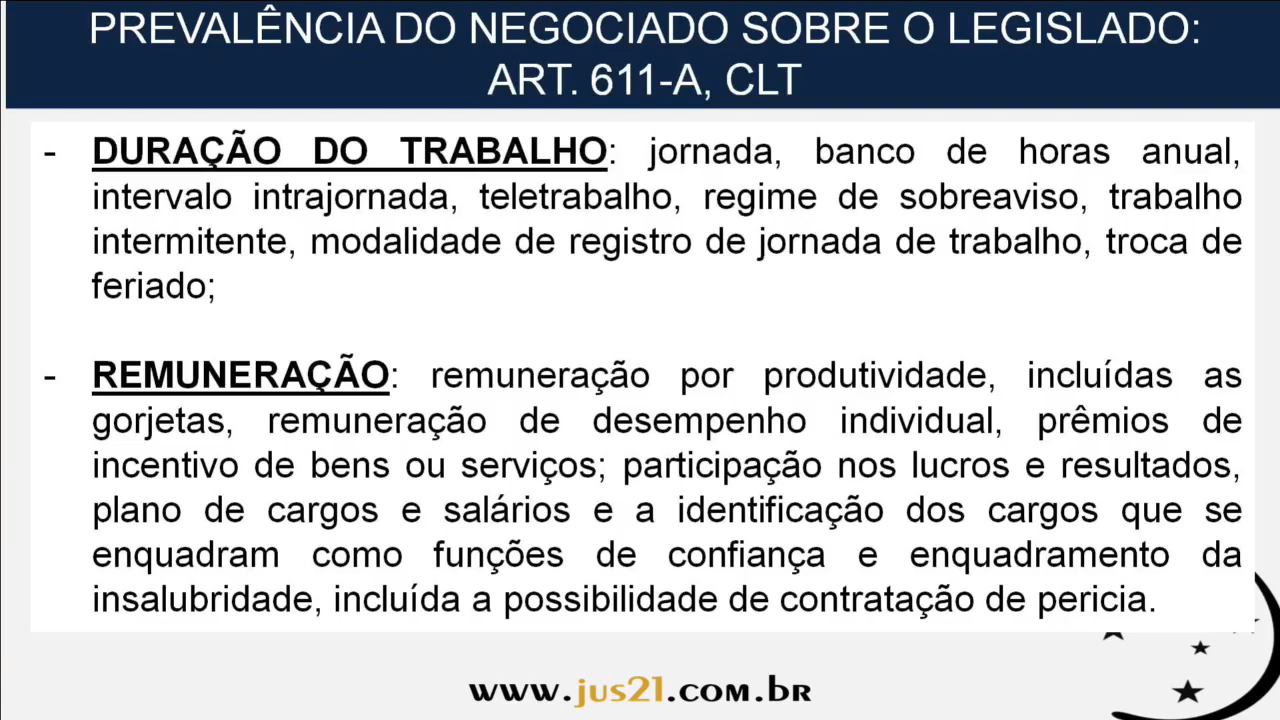 PREVALÊNCIA DO NEGOCIADO SOBRE O LEGISLADO:
ART. 611-A, CLT
- DURAÇÃO DO TRABALHO: jornada, banco de horas anual,
intervalo intrajornada, teletrabalho, regime de sobreaviso, trabalho
intermitente, modalidade de registro de jornada de trabalho, troca de
feriado;
- REMUNERAÇÃO: remuneração por produtividade, incluídas as
gorjetas, remuneração de desempenho individual, prêmios de
incentivo de bens ou serviços; participação nos lucros e resultados,
plano de cargos e salários e a identificação dos cargos que se
enquadram como funções de confiança e enquadramento da
insalubridade, incluída a possibilidade de contratação de pericia.
www.jus21.com.br